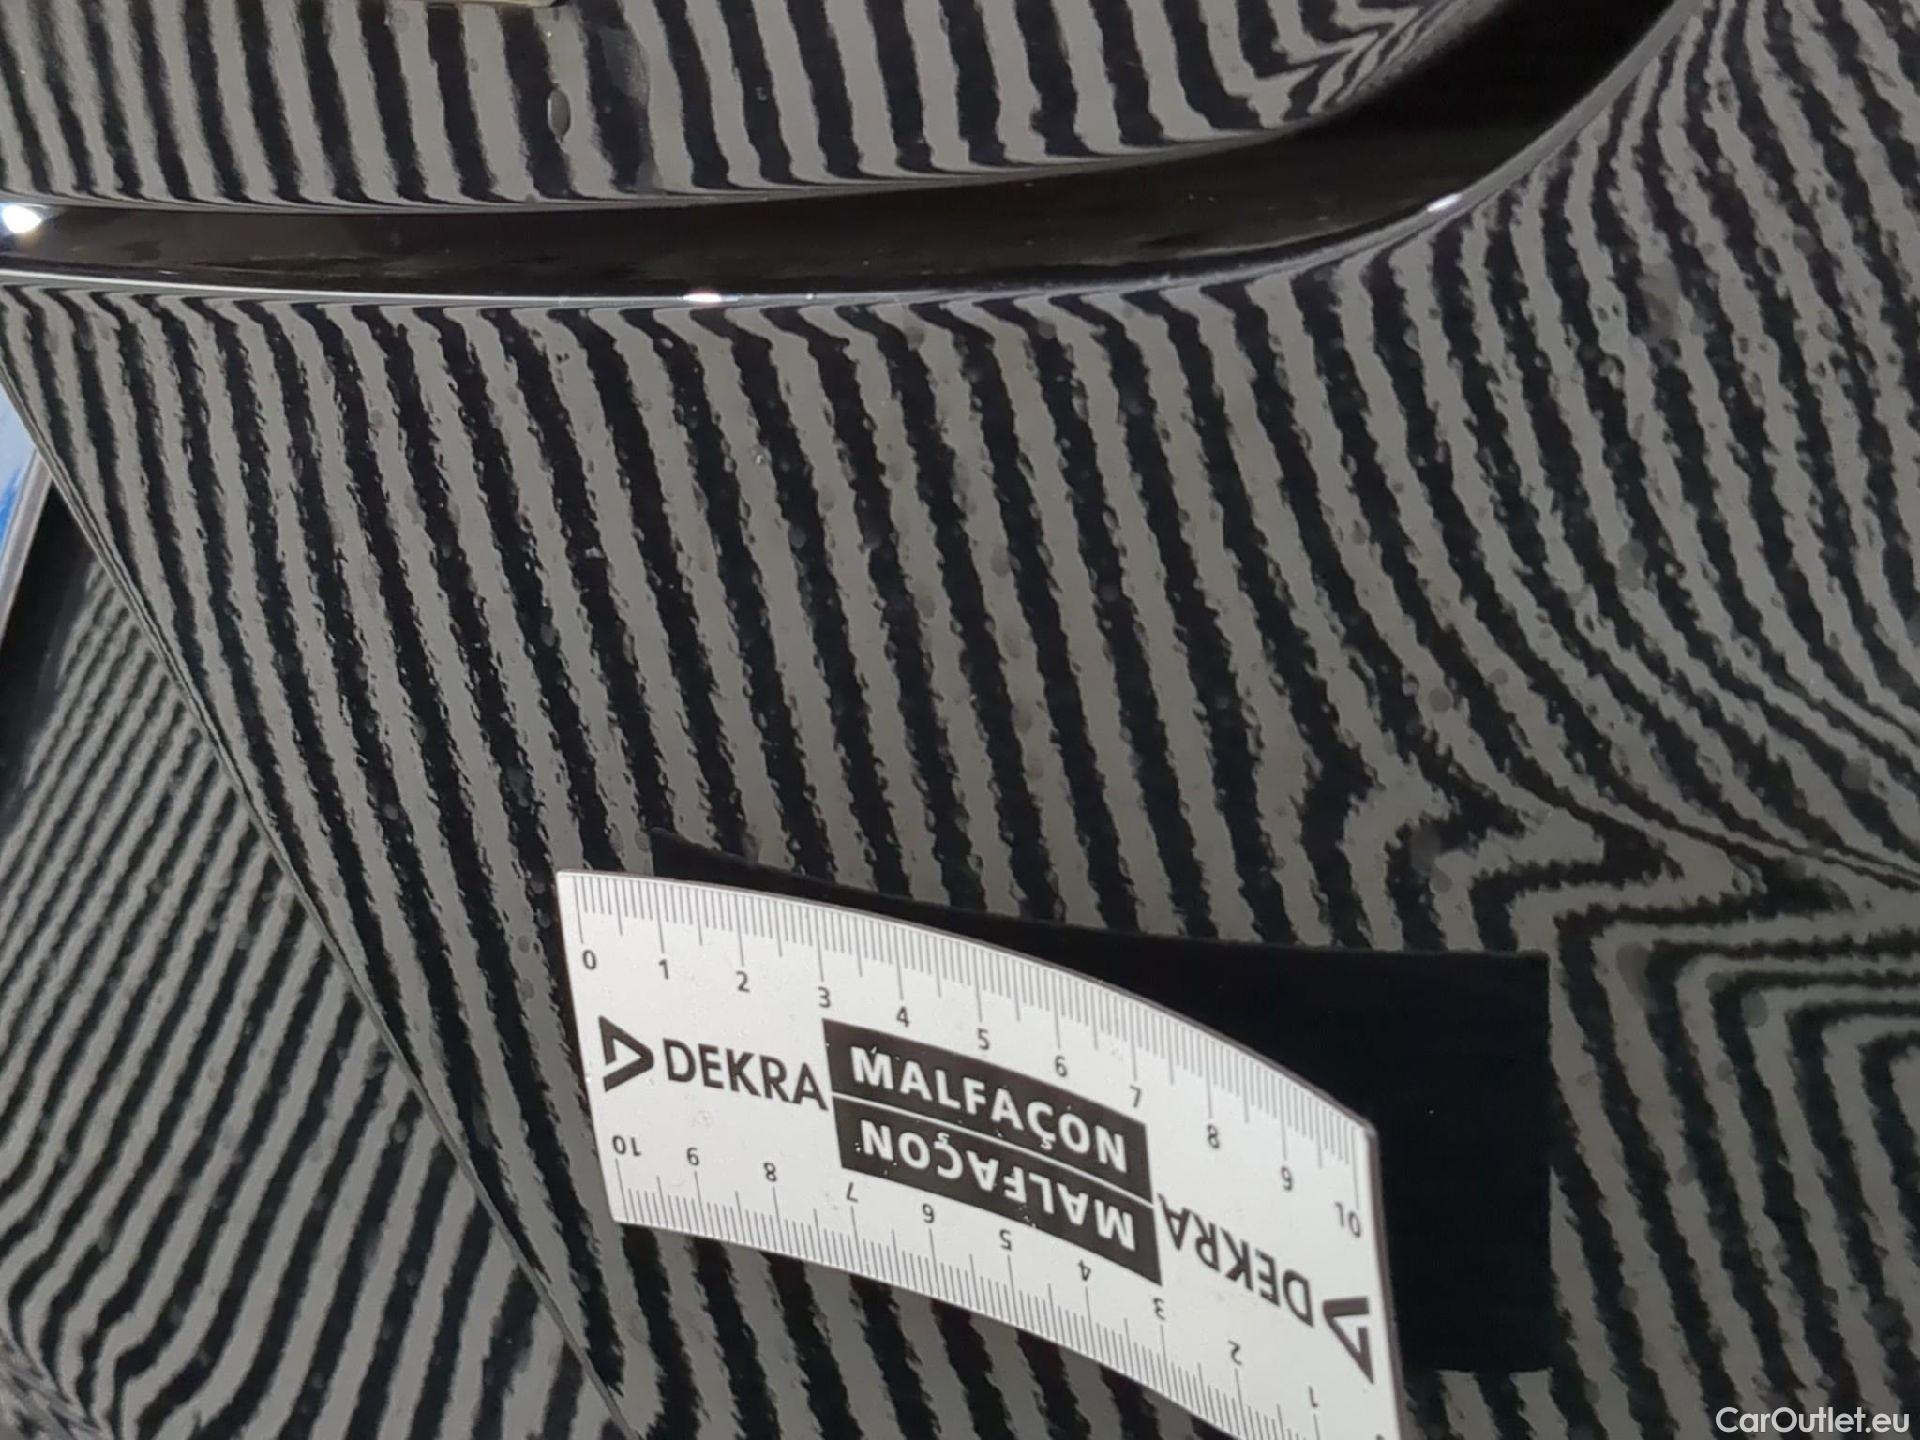 0 1 2 3 4 5 6 7 8 9 10
DEKRA MALFAÇON
MALFAÇON DEKRA
10 9 8 7 6 5 4 3 2 1
CarOutlet.eu